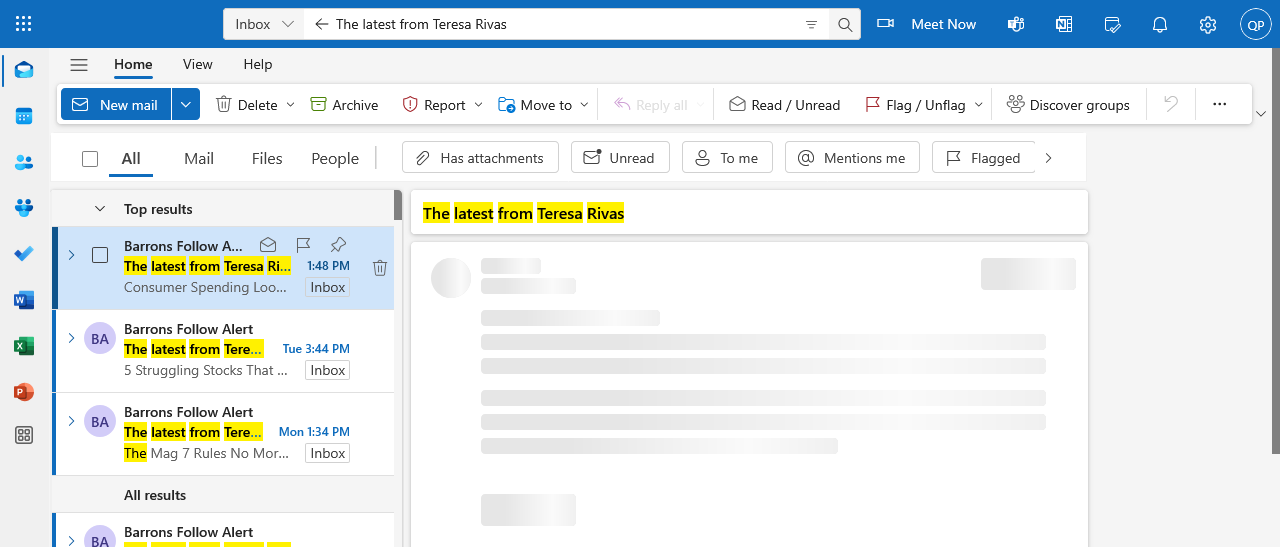 Inbox The latest from Teresa Rivas Meet Now QP
Home View Help
New mail Delete Archive Report Move to Reply all Read / Unread Flag / Unflag Discover groups
All Mail Files People Has attachments Unread To me Mentions me Flagged
Top results
Barrons Follow A...
The latest from Teresa Ri... 1:48 PM
Consumer Spending Loo... Inbox
BA Barrons Follow Alert
The latest from Tere... Tue 3:44 PM
5 Struggling Stocks That ... Inbox
BA Barrons Follow Alert
The latest from Tere... Mon 1:34 PM
The Mag 7 Rules No Mor... Inbox
All results
BA Barrons Follow Alert
The latest from Teresa Rivas